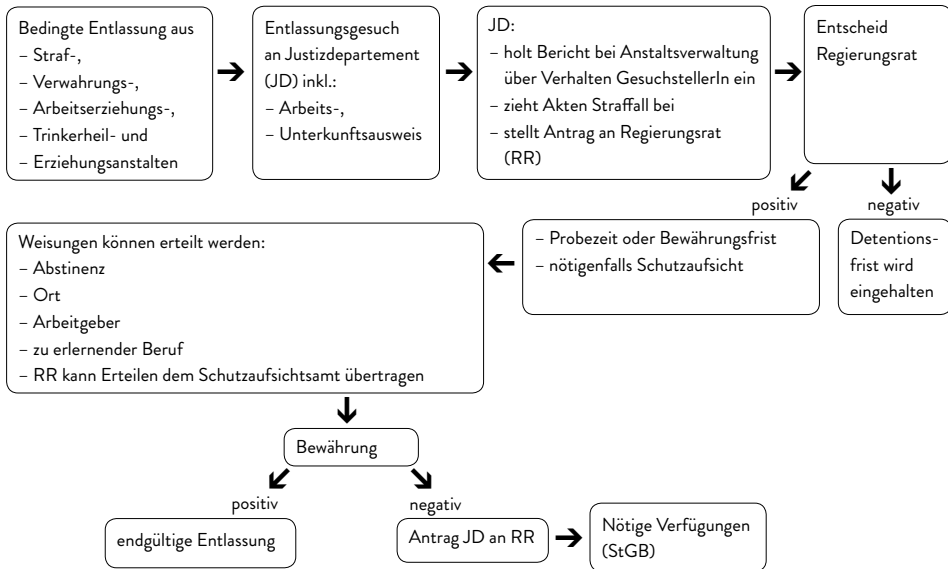 Bedingte Entlassung aus
– Straf-,
– Verwahrungs-,
– Arbeitserziehungs-,
– Trinkerheil- und
– Erziehungsanstalten
Entlassungsgesuch
an Justizdepartement
(JD) inkl.:
– Arbeits-,
– Unterkunftsausweis
JD:
– holt Bericht bei Anstaltsverwaltung
über Verhalten GesuchstellerIn ein
– zieht Akten Straffall bei
– stellt Antrag an Regierungsrat
(RR)
Entscheid
Regierungsrat
positiv
negativ
– Probezeit oder Bewährungsfrist
– nötigenfalls Schutzaufsicht
Detentions-
frist wird
eingehalten
Weisungen können erteilt werden:
– Abstinenz
– Ort
– Arbeitgeber
– zu erlernender Beruf
– RR kann Erteilen dem Schutzaufsichtsamt übertragen
Bewährung
positiv
negativ
endgültige Entlassung
Antrag JD an RR
Nötige Verfügungen
(StGB)